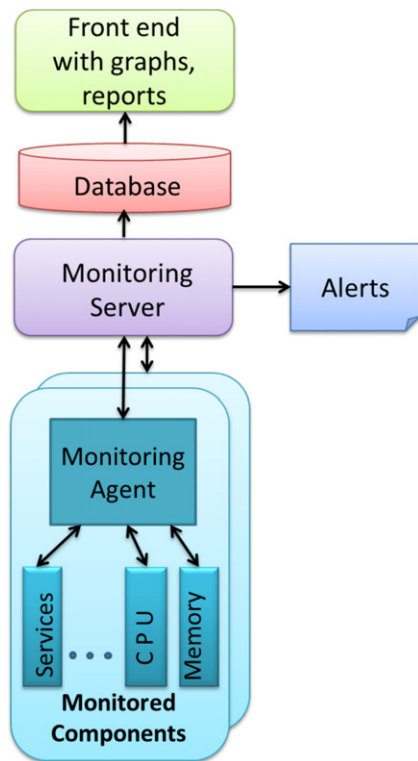 Front end
with graphs,
reports
Database
Monitoring
Server
Alerts
Monitoring
Agent
Services
C P U
Memory
Monitored
Components